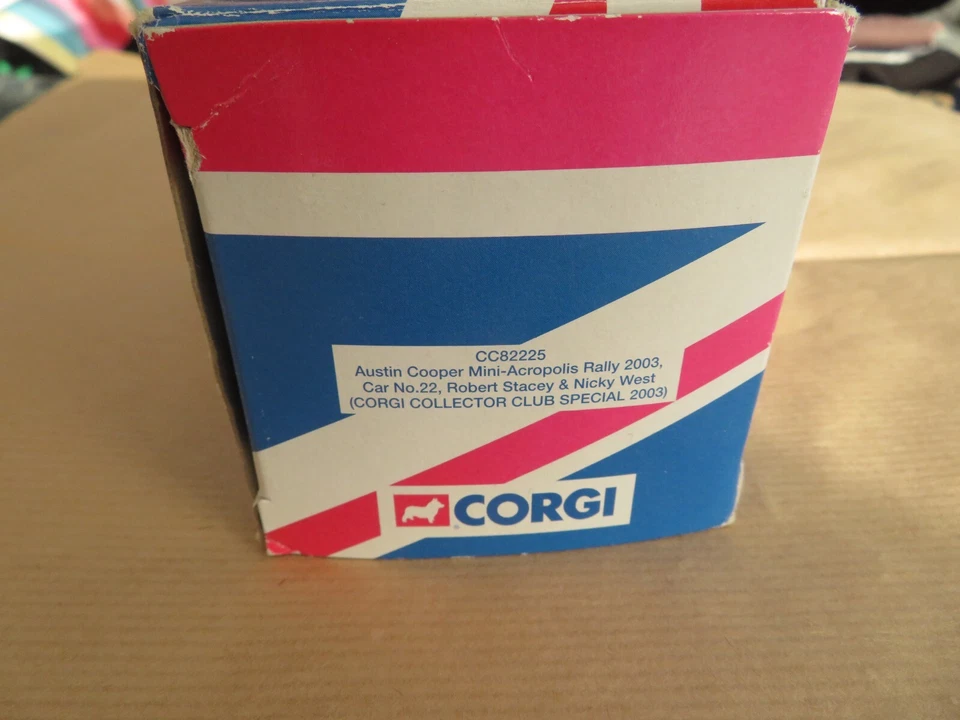 CC82225
Austin Cooper Mini-Acropolis Rally 2003,
Car No.22, Robert Stacey & Nicky West
(CORGI COLLECTOR CLUB SPECIAL 2003)
CORGI